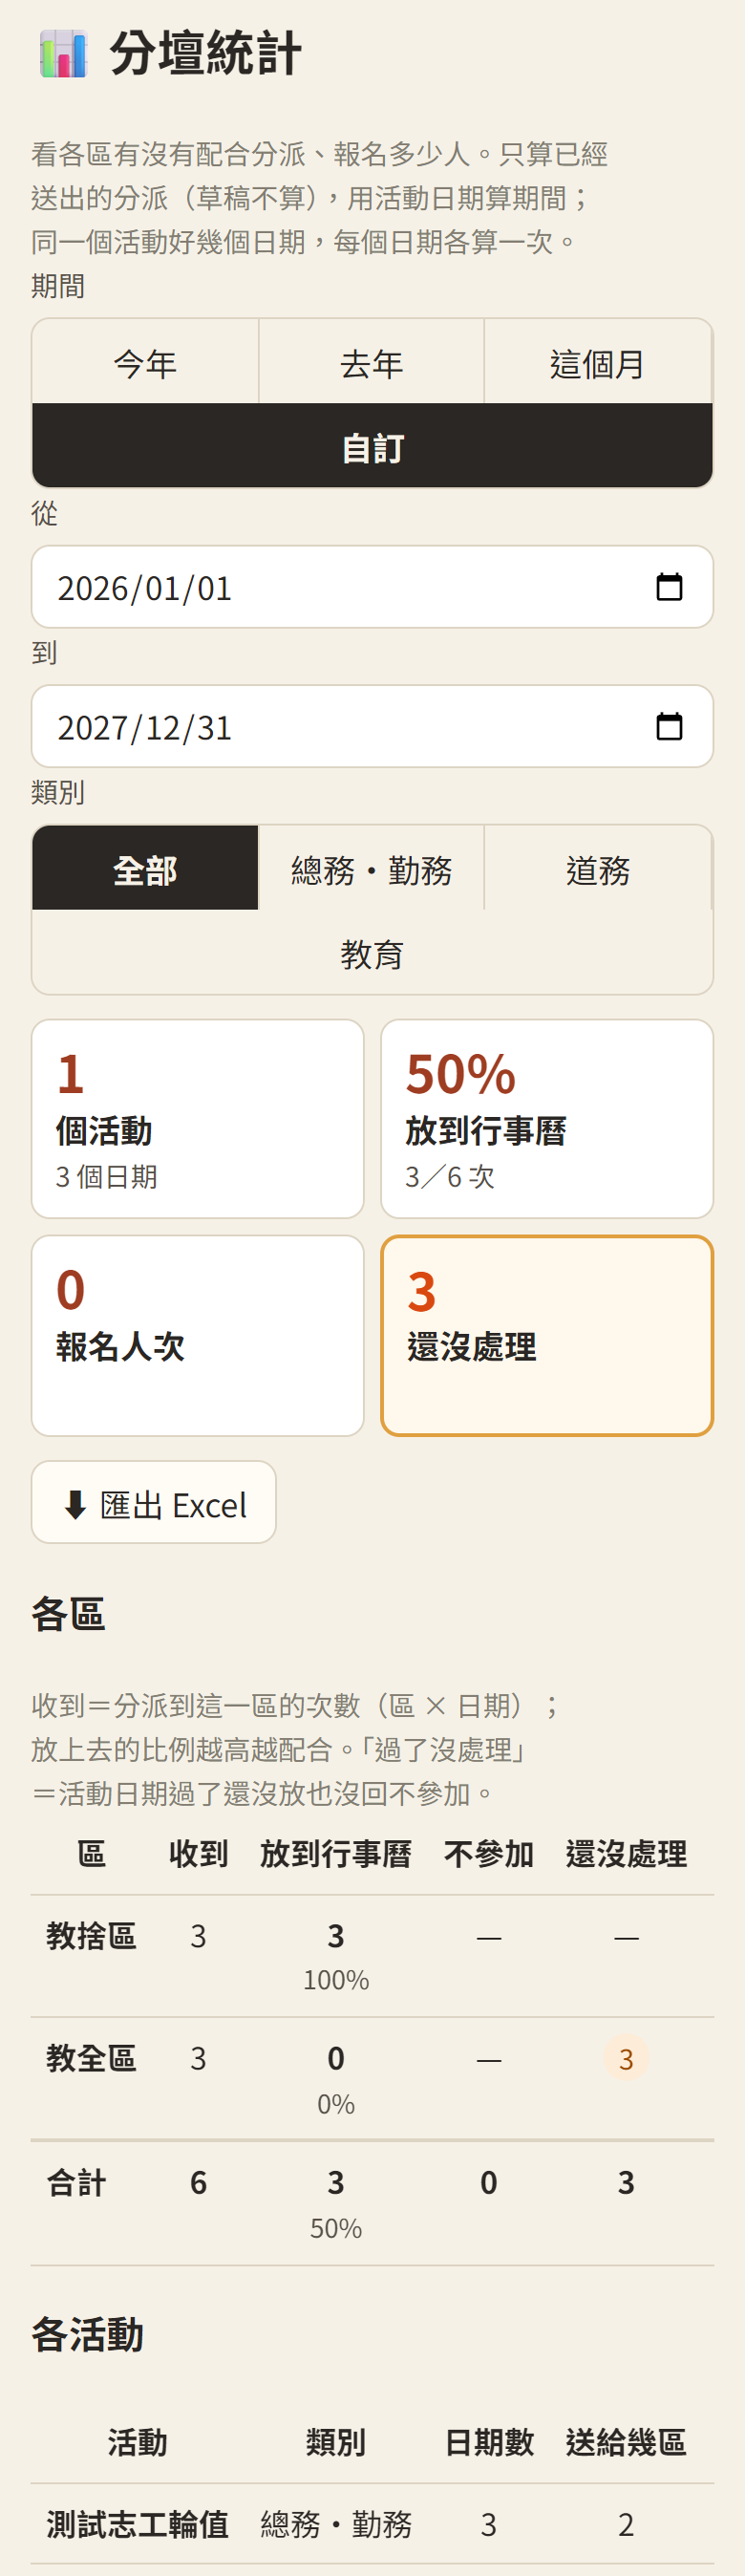 📊 分壇統計
看各區有沒有配合分派、報名多少人。只算已經
送出的分派（草稿不算），用活動日期算期間；
同一個活動好幾個日期，每個日期各算一次。
期間
今年 去年 這個月
自訂
從
2026/01/01
到
2027/12/31
類別
全部 總務・勤務 道務
教育
1 50%
個活動 放到行事曆
3 個日期 3／6 次
0 3
報名人次 還沒處理
⬇ 匯出 Excel
各區
收到＝分派到這一區的次數（區 × 日期）；
放上去的比例越高越配合。「過了沒處理」
＝活動日期過了還沒放也沒回不參加。
區 收到 放到行事曆 不參加 還沒處理
教捨區 3 3 — —
100%
教全區 3 0 — 3
0%
合計 6 3 0 3
50%
各活動
活動 類別 日期數 送給幾區
測試志工輪值 總務・勤務 3 2